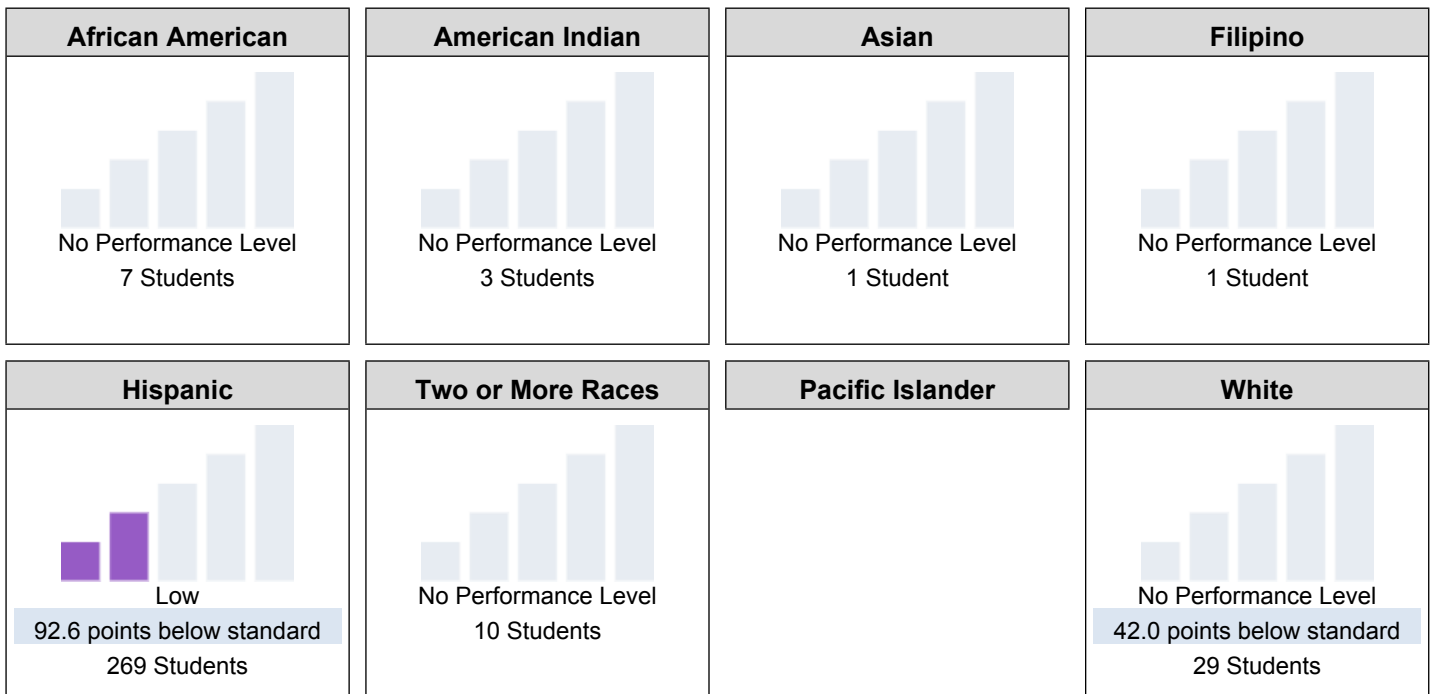 African American
No Performance Level
7 Students
American Indian
No Performance Level
3 Students
Asian
No Performance Level
1 Student
Filipino
No Performance Level
1 Student
Hispanic
Low
92.6 points below standard
269 Students
Two or More Races
No Performance Level
10 Students
Pacific Islander
White
No Performance Level
42.0 points below standard
29 Students